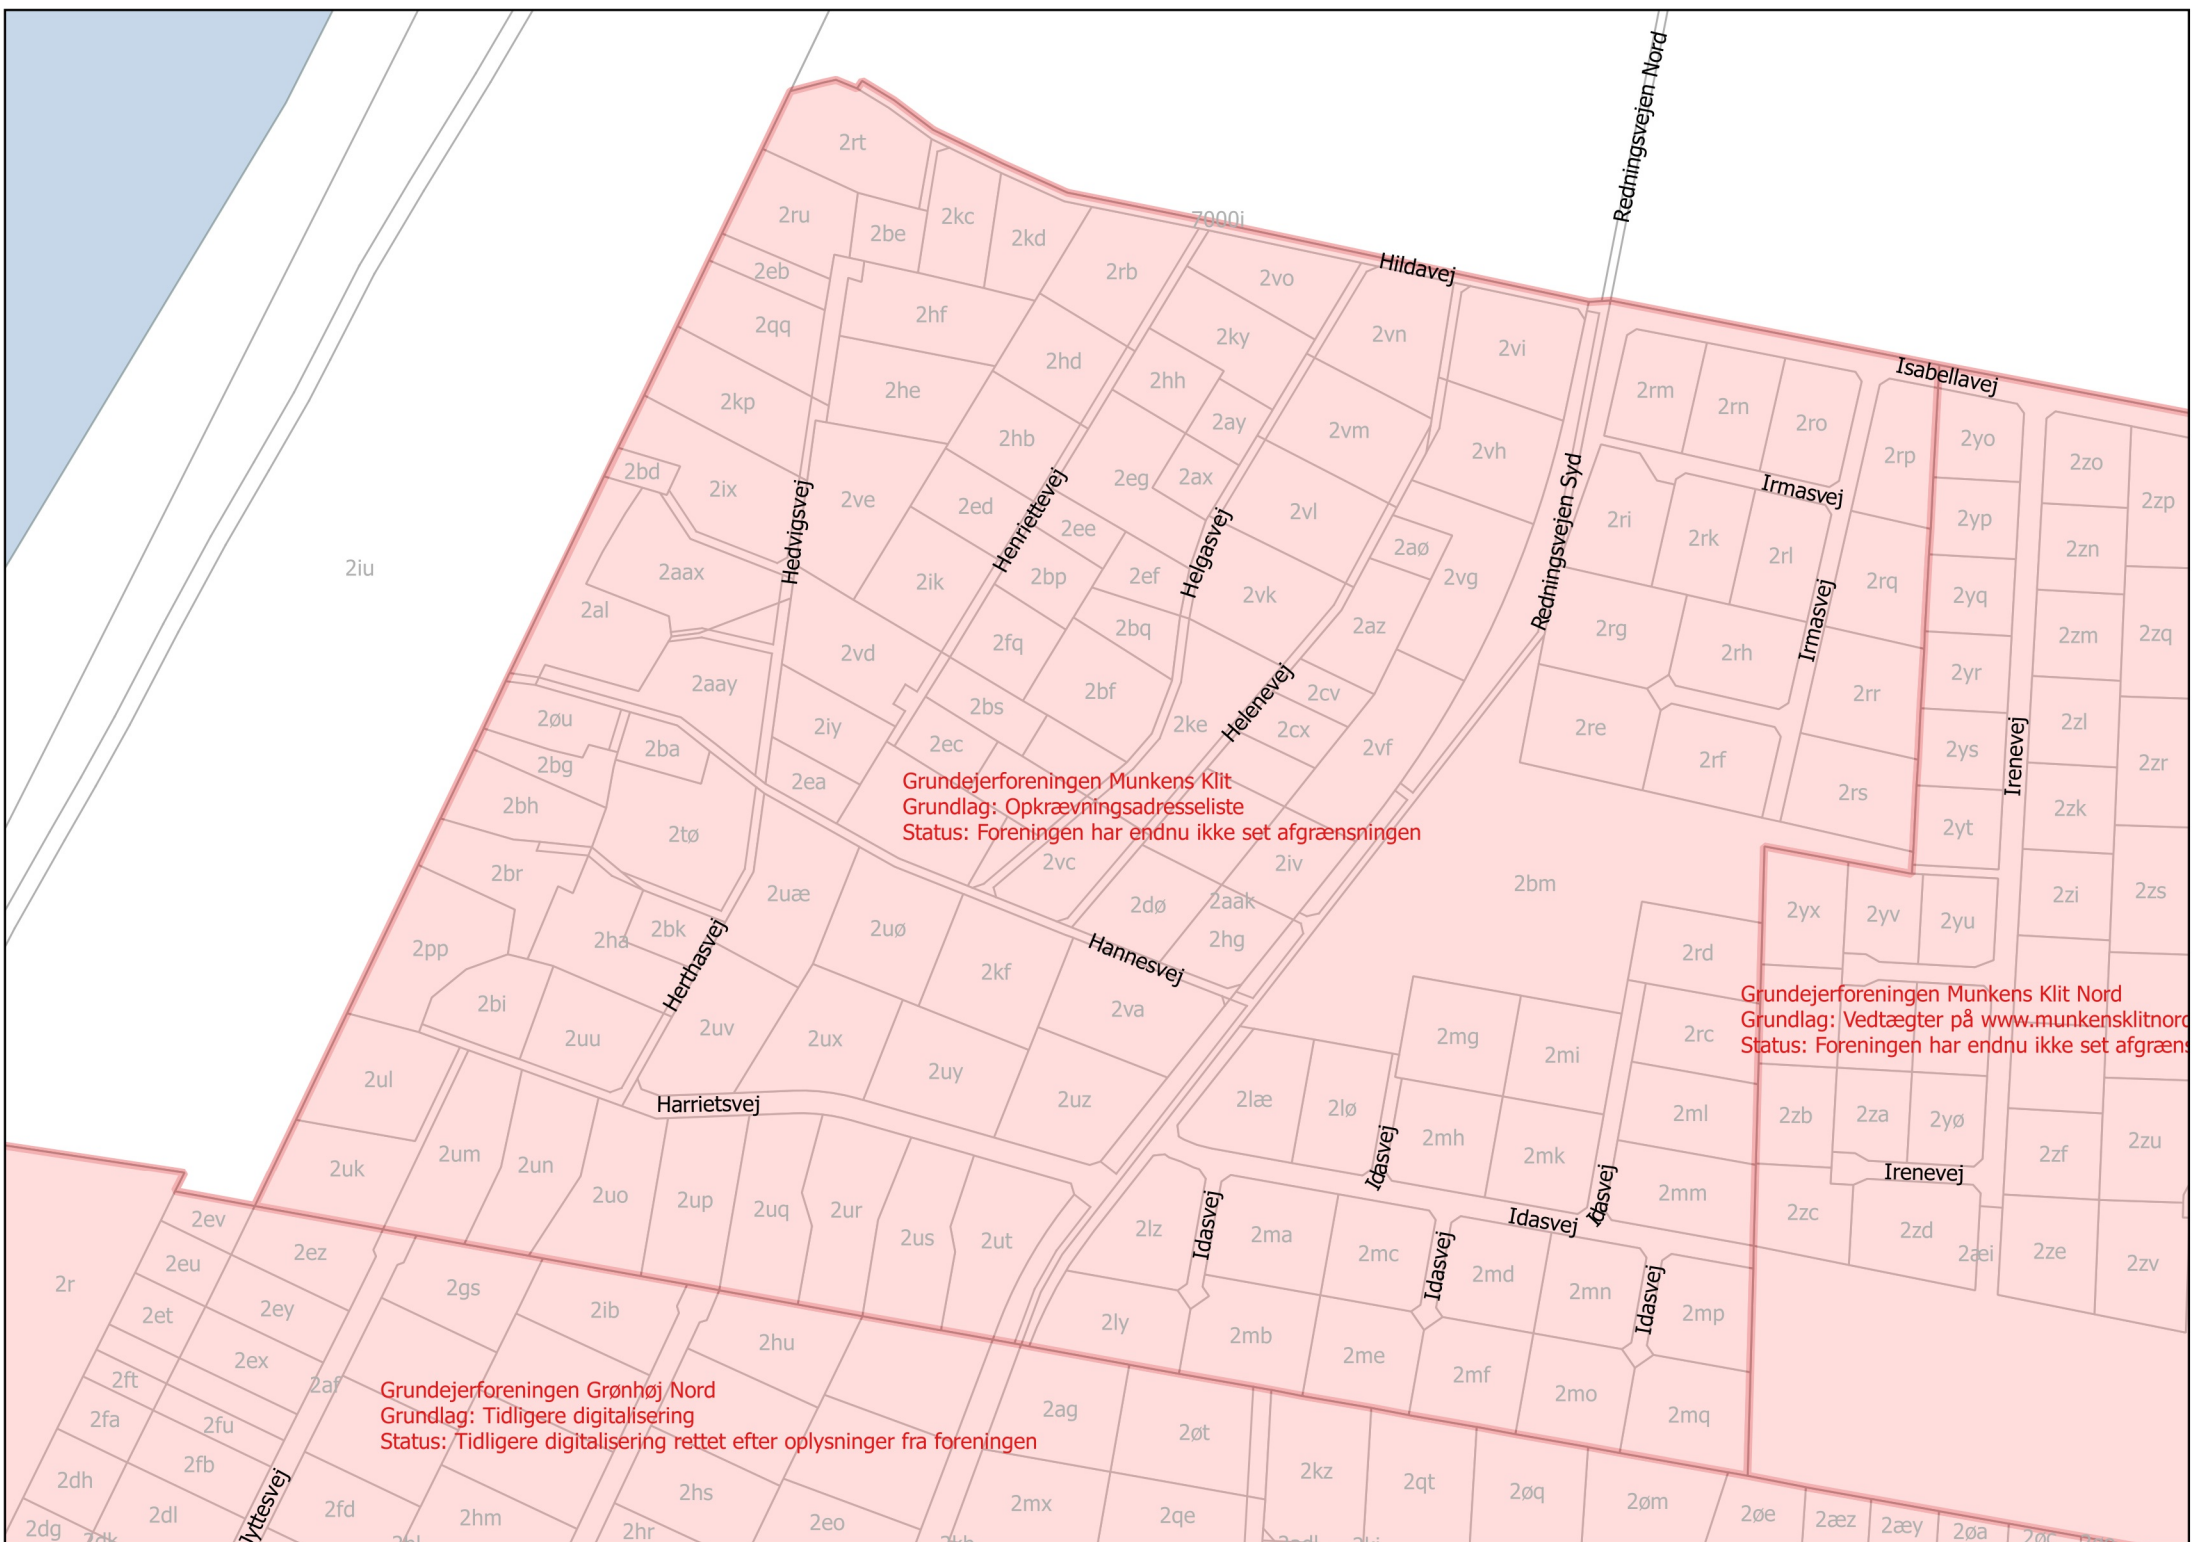 Redningsvejen Nord
2rt
2ru
2be
2kc
2kd
7000i
2eb
2rb
2vo
Hildavej
2qq
2hf
2ky
2vn
2vi
2hd
2hh
2kp
2he
Isabellavej
2rm
2rn
2ro
2rp
2yo
2ay
2vm
2hb
2vh
2zo
2bd
2ix
2ve
2eg
2ax
Irmasvej
2zp
Hedvigsvej
2ed
Henriettevej
2ee
Helgasvej
2vl
Redningsvejen Syd
2ri
2rk
2rl
2yp
2zn
2iu
2aax
2aø
2al
2ik
2bp
2ef
2vk
2vg
2rq
2yq
2az
2rg
2rh
Irmasvej
2zm
2zq
2fq
2bq
2vd
2aay
2bf
2cv
2rr
2yr
2øu
2iy
2bs
2ke
Helenevej
2cx
2re
2zl
2ba
2ec
2vf
2rf
2ys
Irenevej
2zr
2bg
2ea
Grundejerforeningen Munkens Klit
Grundlag: Opkrævningsadresseliste
Status: Foreningen har endnu ikke set afgrænsningen
2rs
2bh
2tø
2yt
2zk
2br
2uæ
2vc
2iv
2bm
2zi
2zs
2dø
2aak
2yx
2yv
2yu
2pp
2ha
2bk
2uø
2hg
Hannesvej
2rd
2kf
Herthasvej
2bi
2va
Grundejerforeningen Munkens Klit Nord
Grundlag: Vedtægter på www.munkensklitnord
Status: Foreningen har endnu ikke set afgræns
2uu
2uv
2ux
2mg
2mi
2rc
2ul
2uy
Harrietsvej
2uz
2læ
2lø
2ml
2zb
2za
2yø
2uk
2um
2un
2mh
2mk
Idasvej
2zf
2zu
2uo
2up
2uq
2ur
2us
2ut
2lz
Idasvej
2ma
2mc
Idasvej
Idasvej
2mm
Irenevej
2zc
2zd
2æi
2ze
2zv
2ev
2ez
2eu
2r
2gs
2md
2mn
Idasvej
Idasvej
2mp
2et
2ey
2ib
2hu
2ly
2mb
2me
2mf
2mo
2mq
2ex
2ft
2af
Grundejerforeningen Grønhøj Nord
Grundlag: Tidligere digitalisering
Status: Tidligere digitalisering rettet efter oplysninger fra foreningen
2fa
2fu
2ag
2øt
2fb
2dh
2kz
2qt
2øq
2øm
2dl
2fd
2hm
2hs
2mx
2qe
2øe
2æz
2æy
2øa
2dg
2hr
2eo